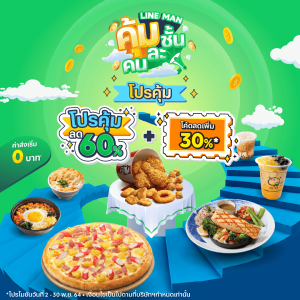 LINE MAN
คุ้มชั้น
คนละ
โปรคุ้ม
โปรคุ้ม
ลด 60%
+
โค้ดลดเพิ่ม
30%*
ค่าส่งเริ่ม
0 บาท*
*โปรโมชันวันที่ 2 - 30 พ.ย. 64 • เงื่อนไขเป็นไปตามที่บริษัทฯกำหนดเท่านั้น